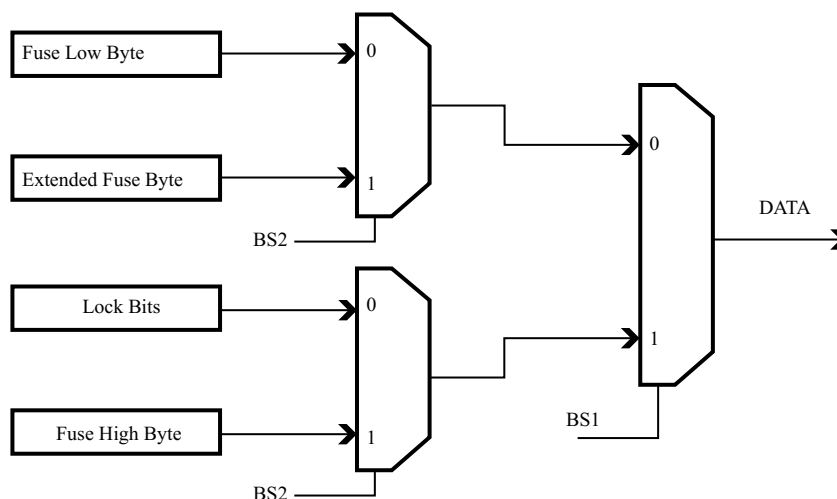 Fuse Low Byte
0
Extended Fuse Byte
1
BS2
Lock Bits
0
Fuse High Byte
1
BS2
0
1
BS1
DATA